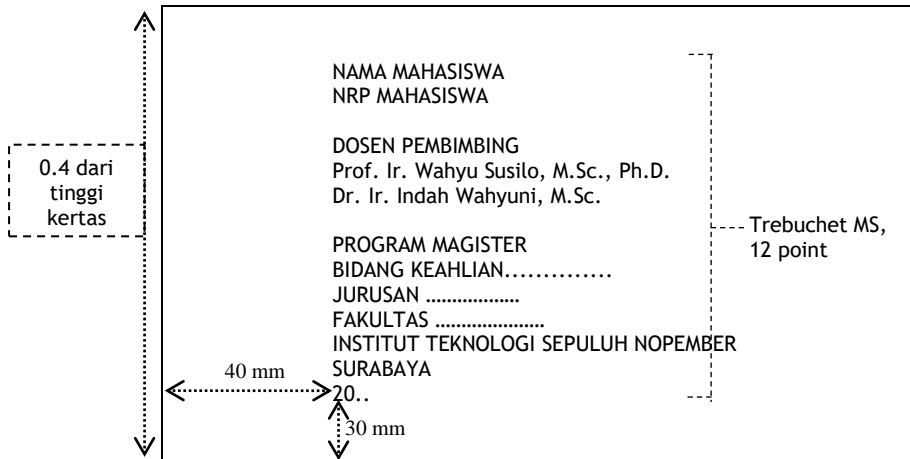 NAMA MAHASISWA
NRP MAHASISWA
DOSEN PEMBIMBING
Prof. Ir. Wahyu Susilo, M.Sc., Ph.D.
Dr. Ir. Indah Wahyuni, M.Sc.
PROGRAM MAGISTER
BIDANG KEAHLIAN..............
JURUSAN ..................
FAKULTAS .....................
INSTITUT TEKNOLOGI SEPULUH NOPEMBER
SURABAYA
20..
0.4 dari
tinggi
kertas
Trebuchet MS,
12 point
40 mm
30 mm